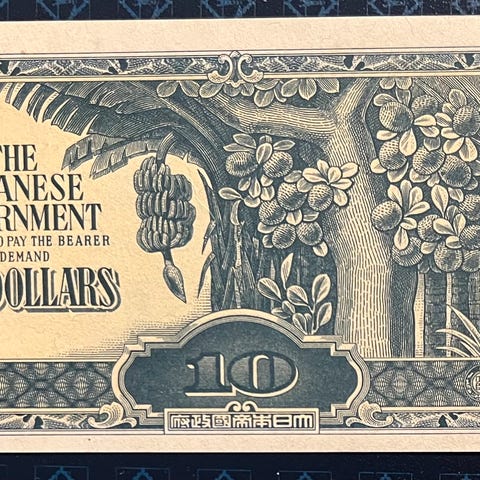 THE
ANESE
RNMENT
O PAY THE BEARER
DEMAND
DOLLARS
10
大日本帝國政府